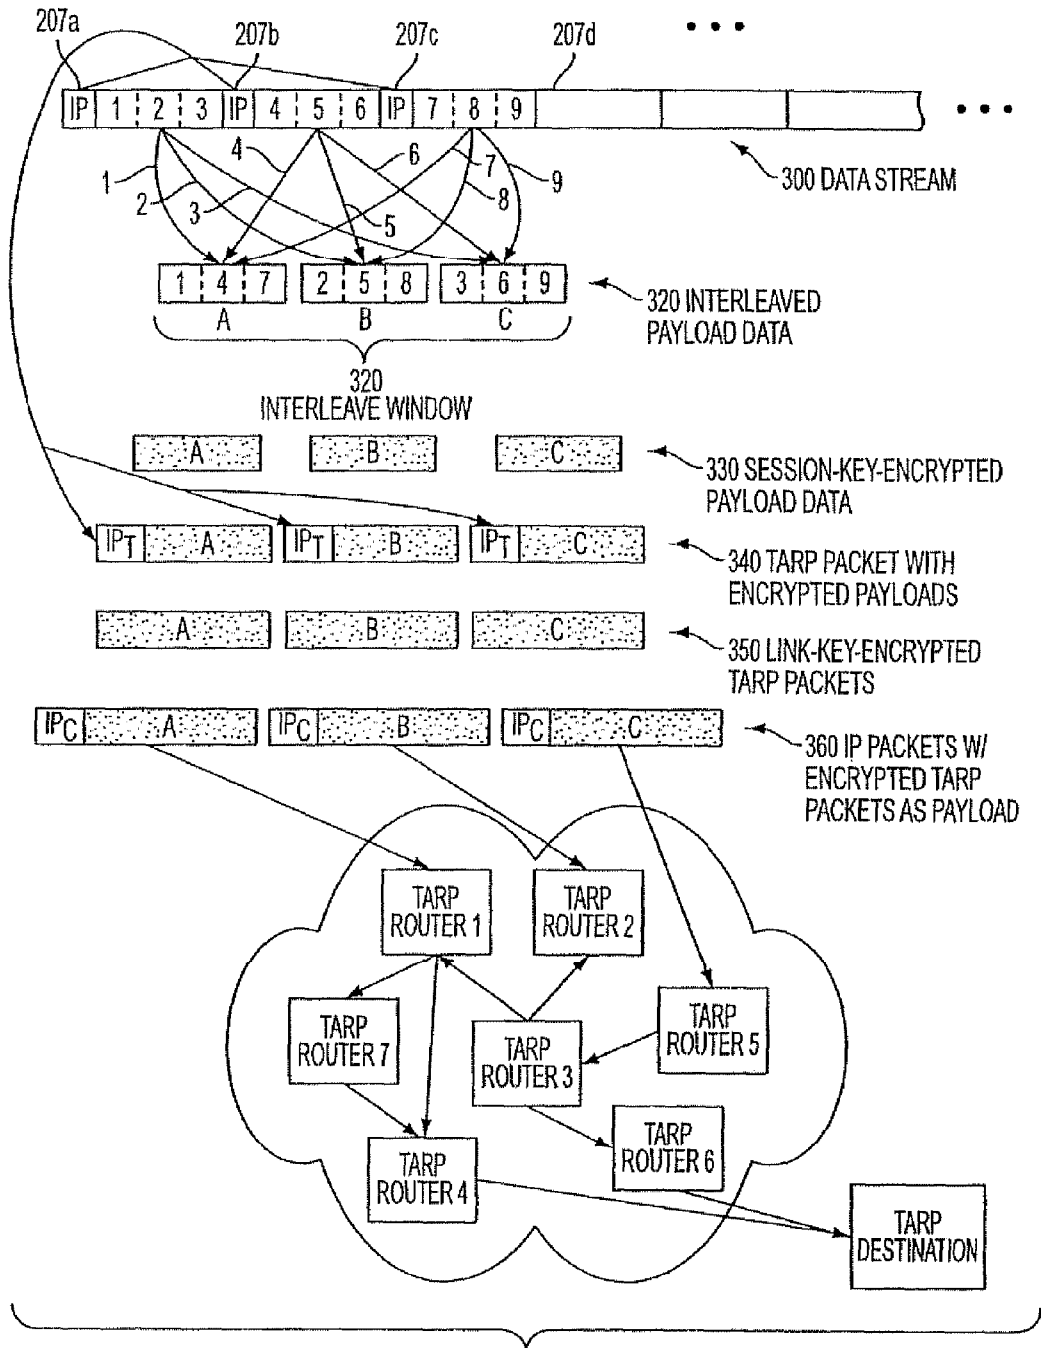 207a
207b
207c
207d
IP 1 2 3 IP 4 5 6 IP 7 8 9
1 2 3 4 5 6 7 8 9
300 DATA STREAM
1 4 7 2 5 8 3 6 9
A B C
320 INTERLEAVED
PAYLOAD DATA
320
INTERLEAVE WINDOW
A B C
330 SESSION-KEY-ENCRYPTED
PAYLOAD DATA
IPT A IPT B IPT C
340 TARP PACKET WITH
ENCRYPTED PAYLOADS
A B C
350 LINK-KEY-ENCRYPTED
TARP PACKETS
IPC A IPC B IPC C
360 IP PACKETS W/
ENCRYPTED TARP
PACKETS AS PAYLOAD
TARP
ROUTER 1
TARP
ROUTER 2
TARP
ROUTER 7
TARP
ROUTER 3
TARP
ROUTER 5
TARP
ROUTER 4
TARP
ROUTER 6
TARP
DESTINATION